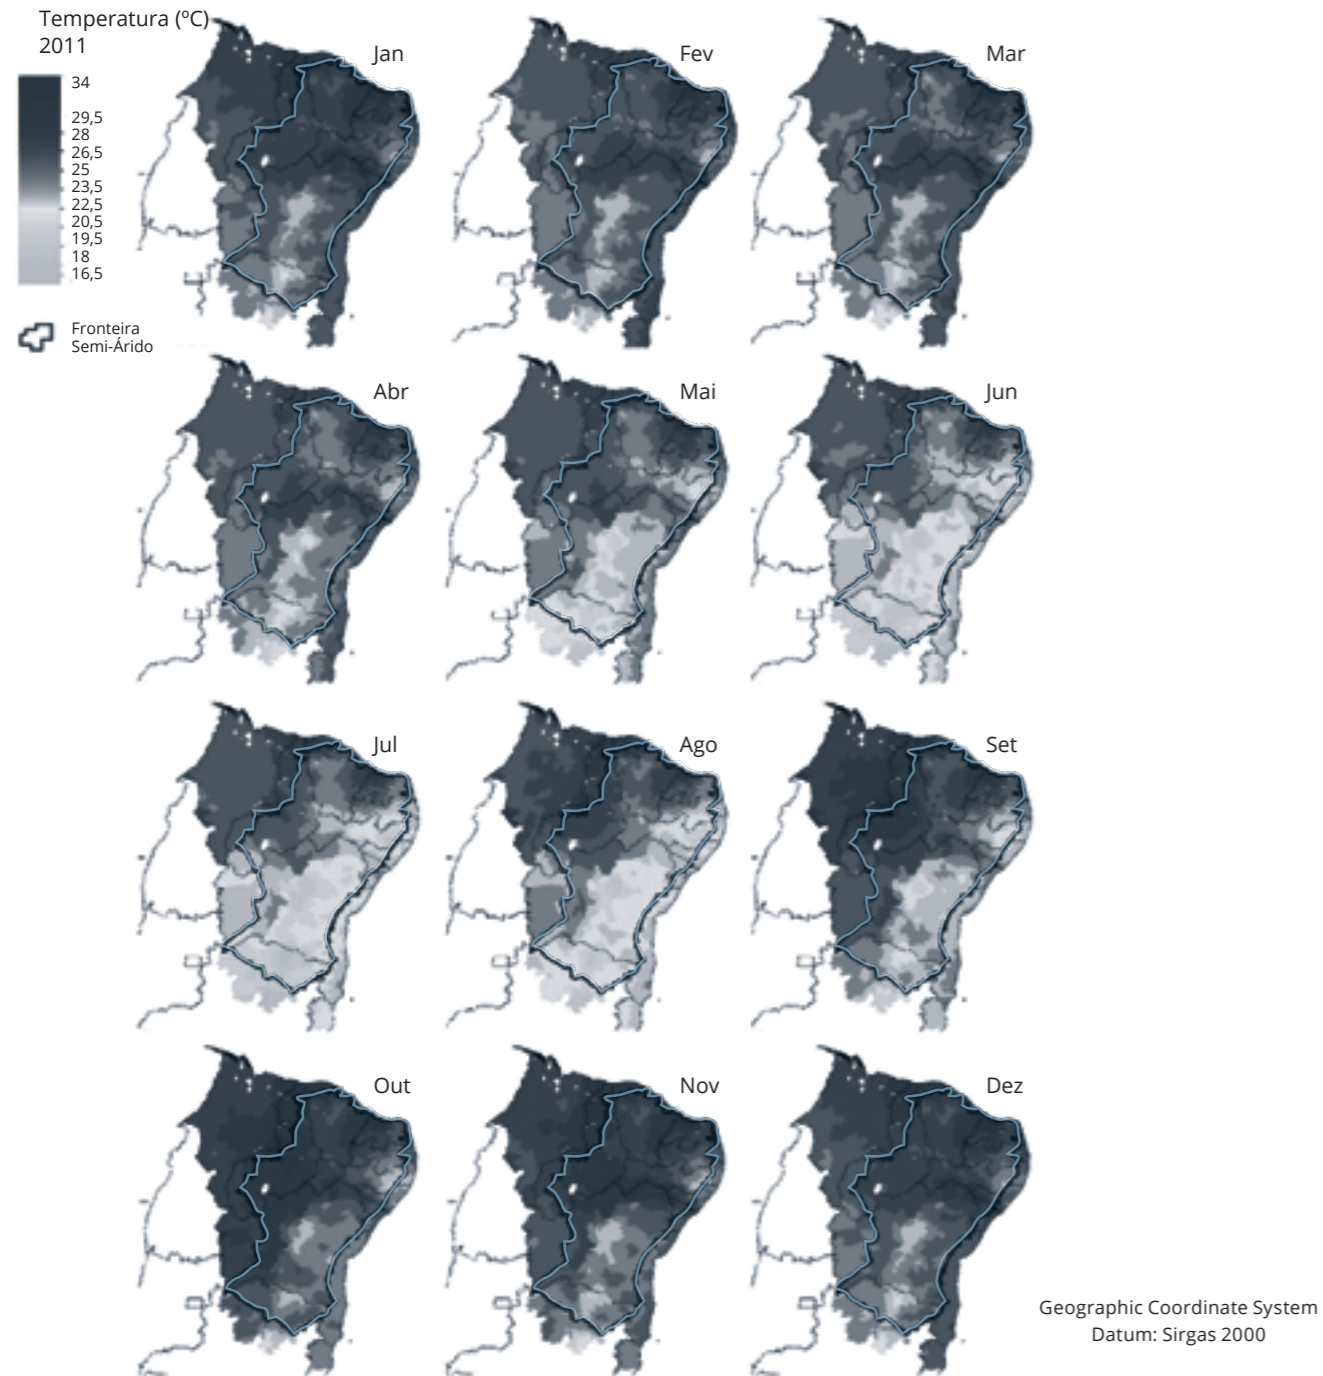 Temperatura (ºC)
2011
34
29,5
28
26,5
25
23,5
22,5
20,5
19,5
18
16,5
Fronteira
Semi-Árido
Jan
Fev
Mar
Abr
Mai
Jun
Jul
Ago
Set
Out
Nov
Dez
Geographic Coordinate System
Datum: Sirgas 2000